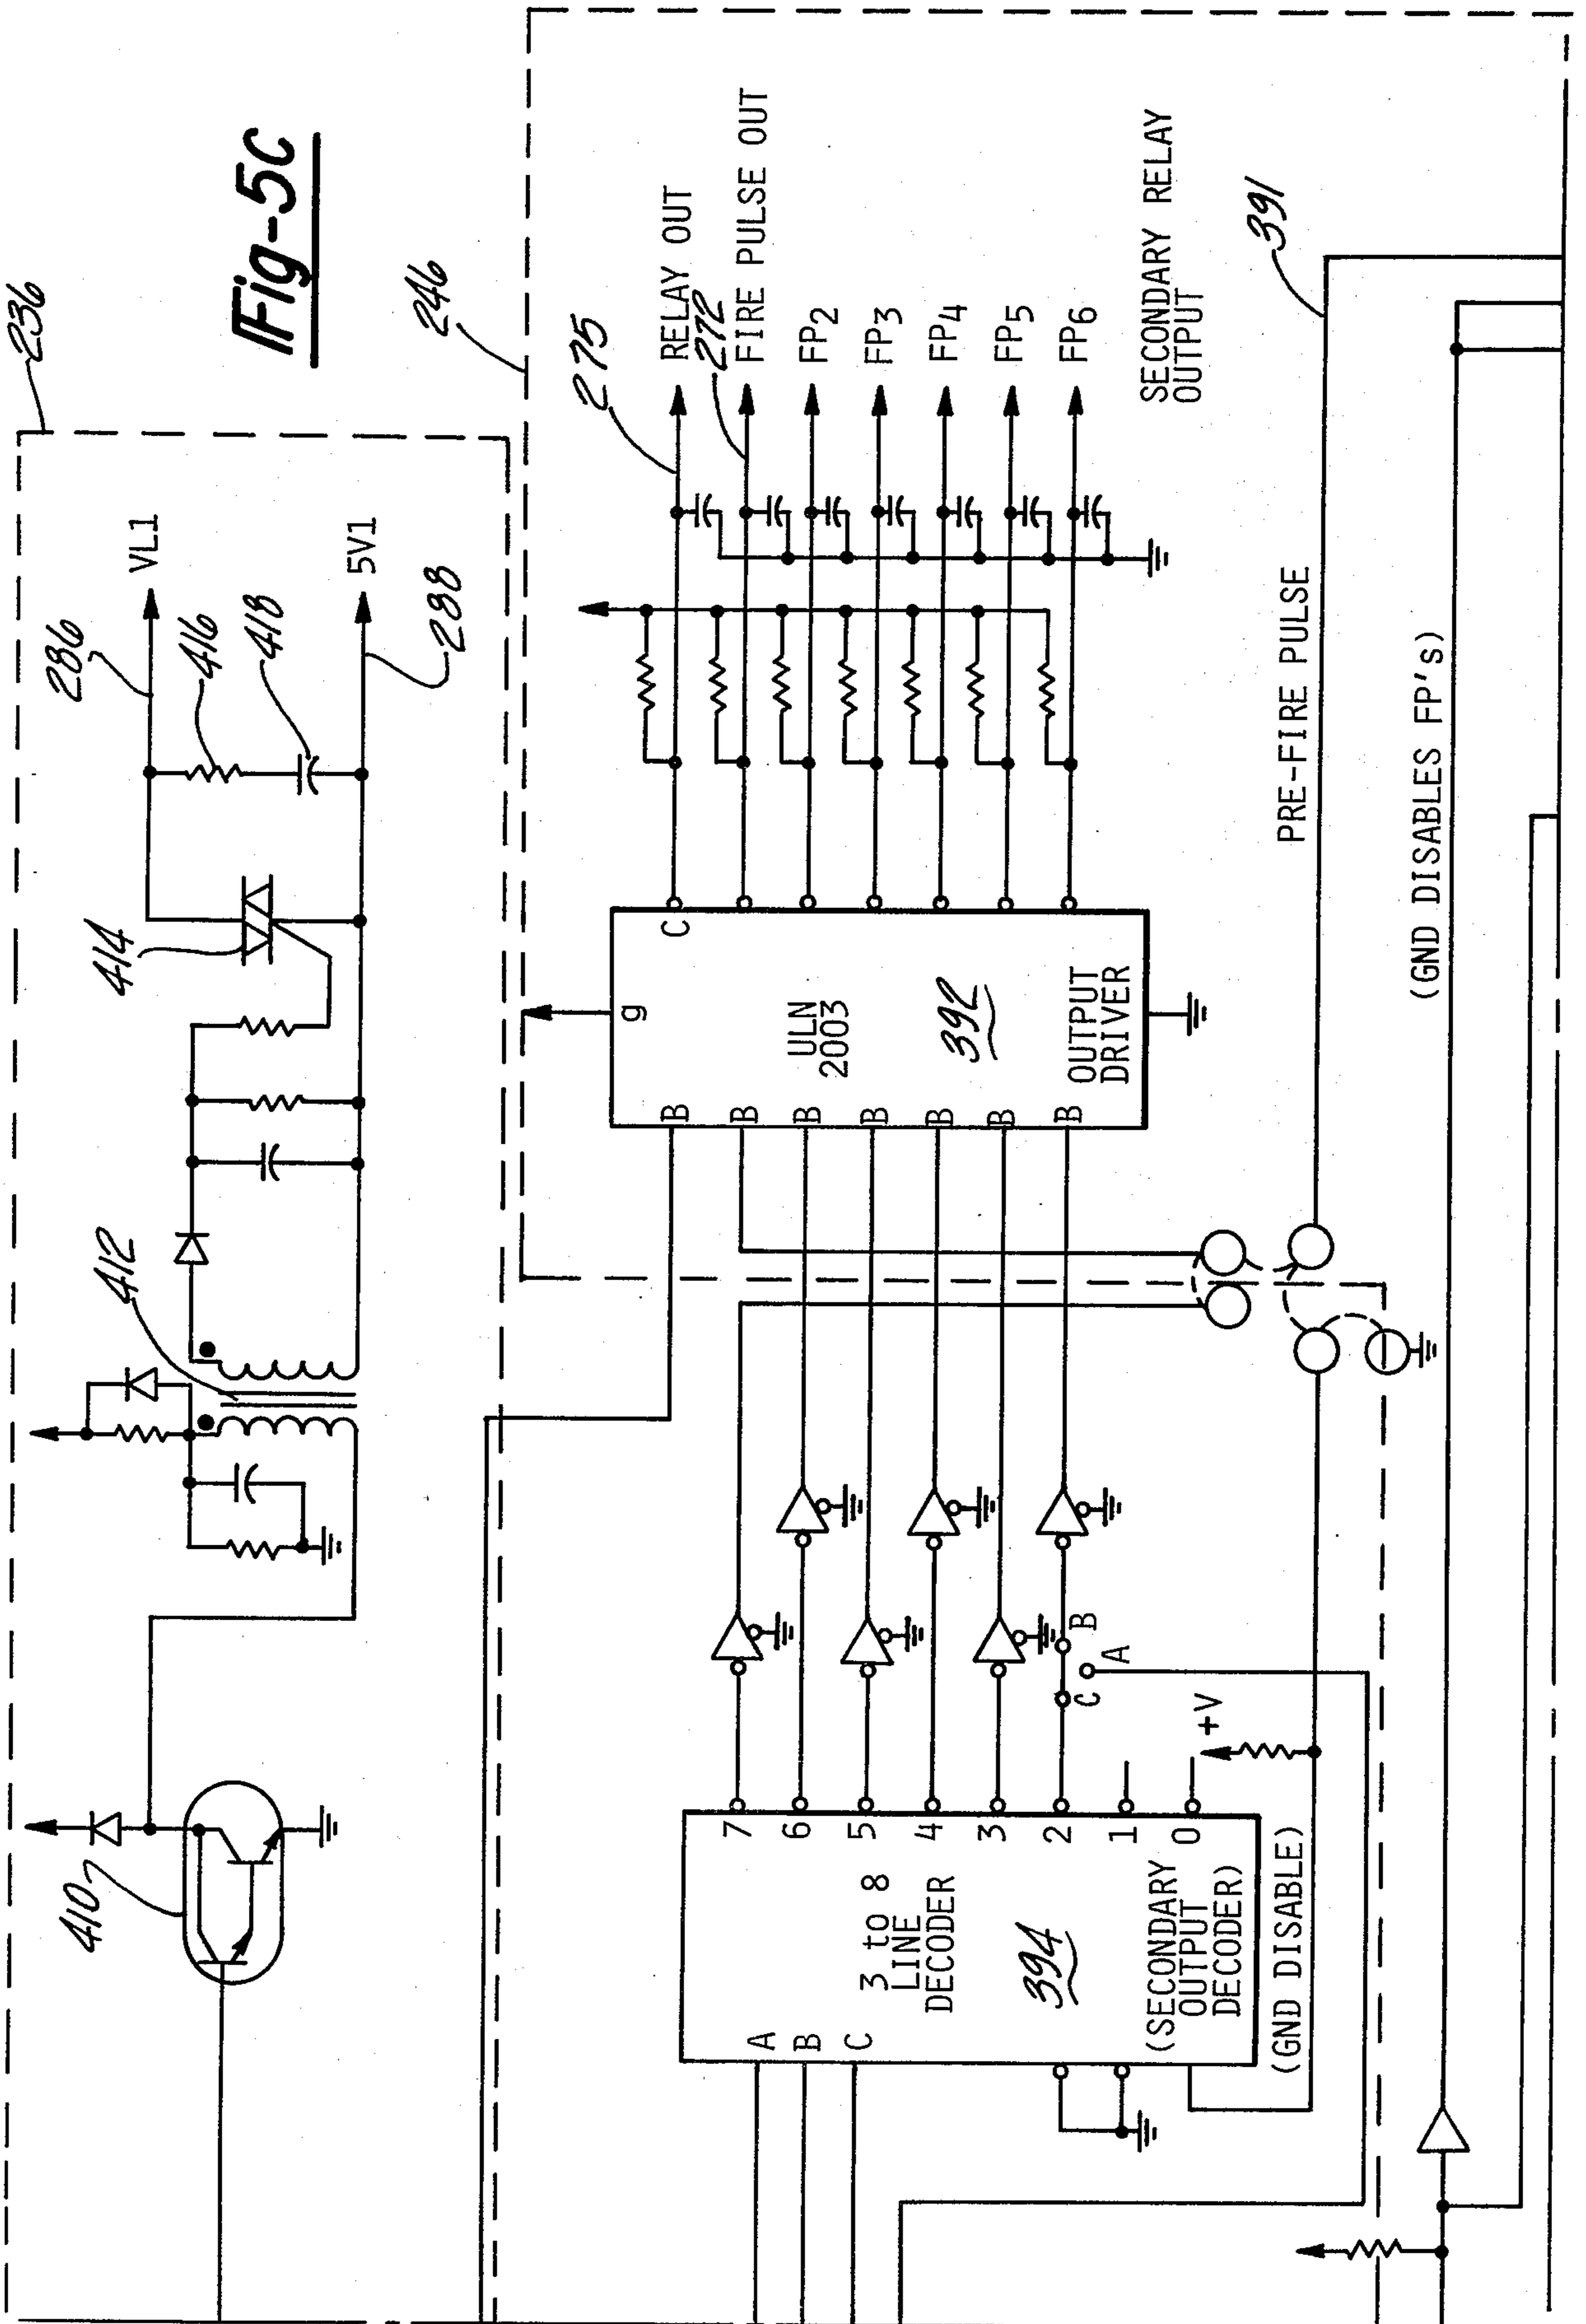 Fig-5C
236
246
VL1
286
416
418
5V1
288
414
412
410
275
RELAY OUT
272
FIRE PULSE OUT
FP2
FP3
FP4
FP5
FP6
SECONDARY RELAY
OUTPUT
391
PRE-FIRE PULSE
(GND DISABLES FP's)
g
C
ULN
2003
392
OUTPUT
DRIVER
B
B
B
B
B
B
B
B
A
C
+V
7
6
5
4
3
2
1
0
3 to 8
LINE
DECODER
394
(SECONDARY
OUTPUT
DECODER)
A
B
C
(GND DISABLE)